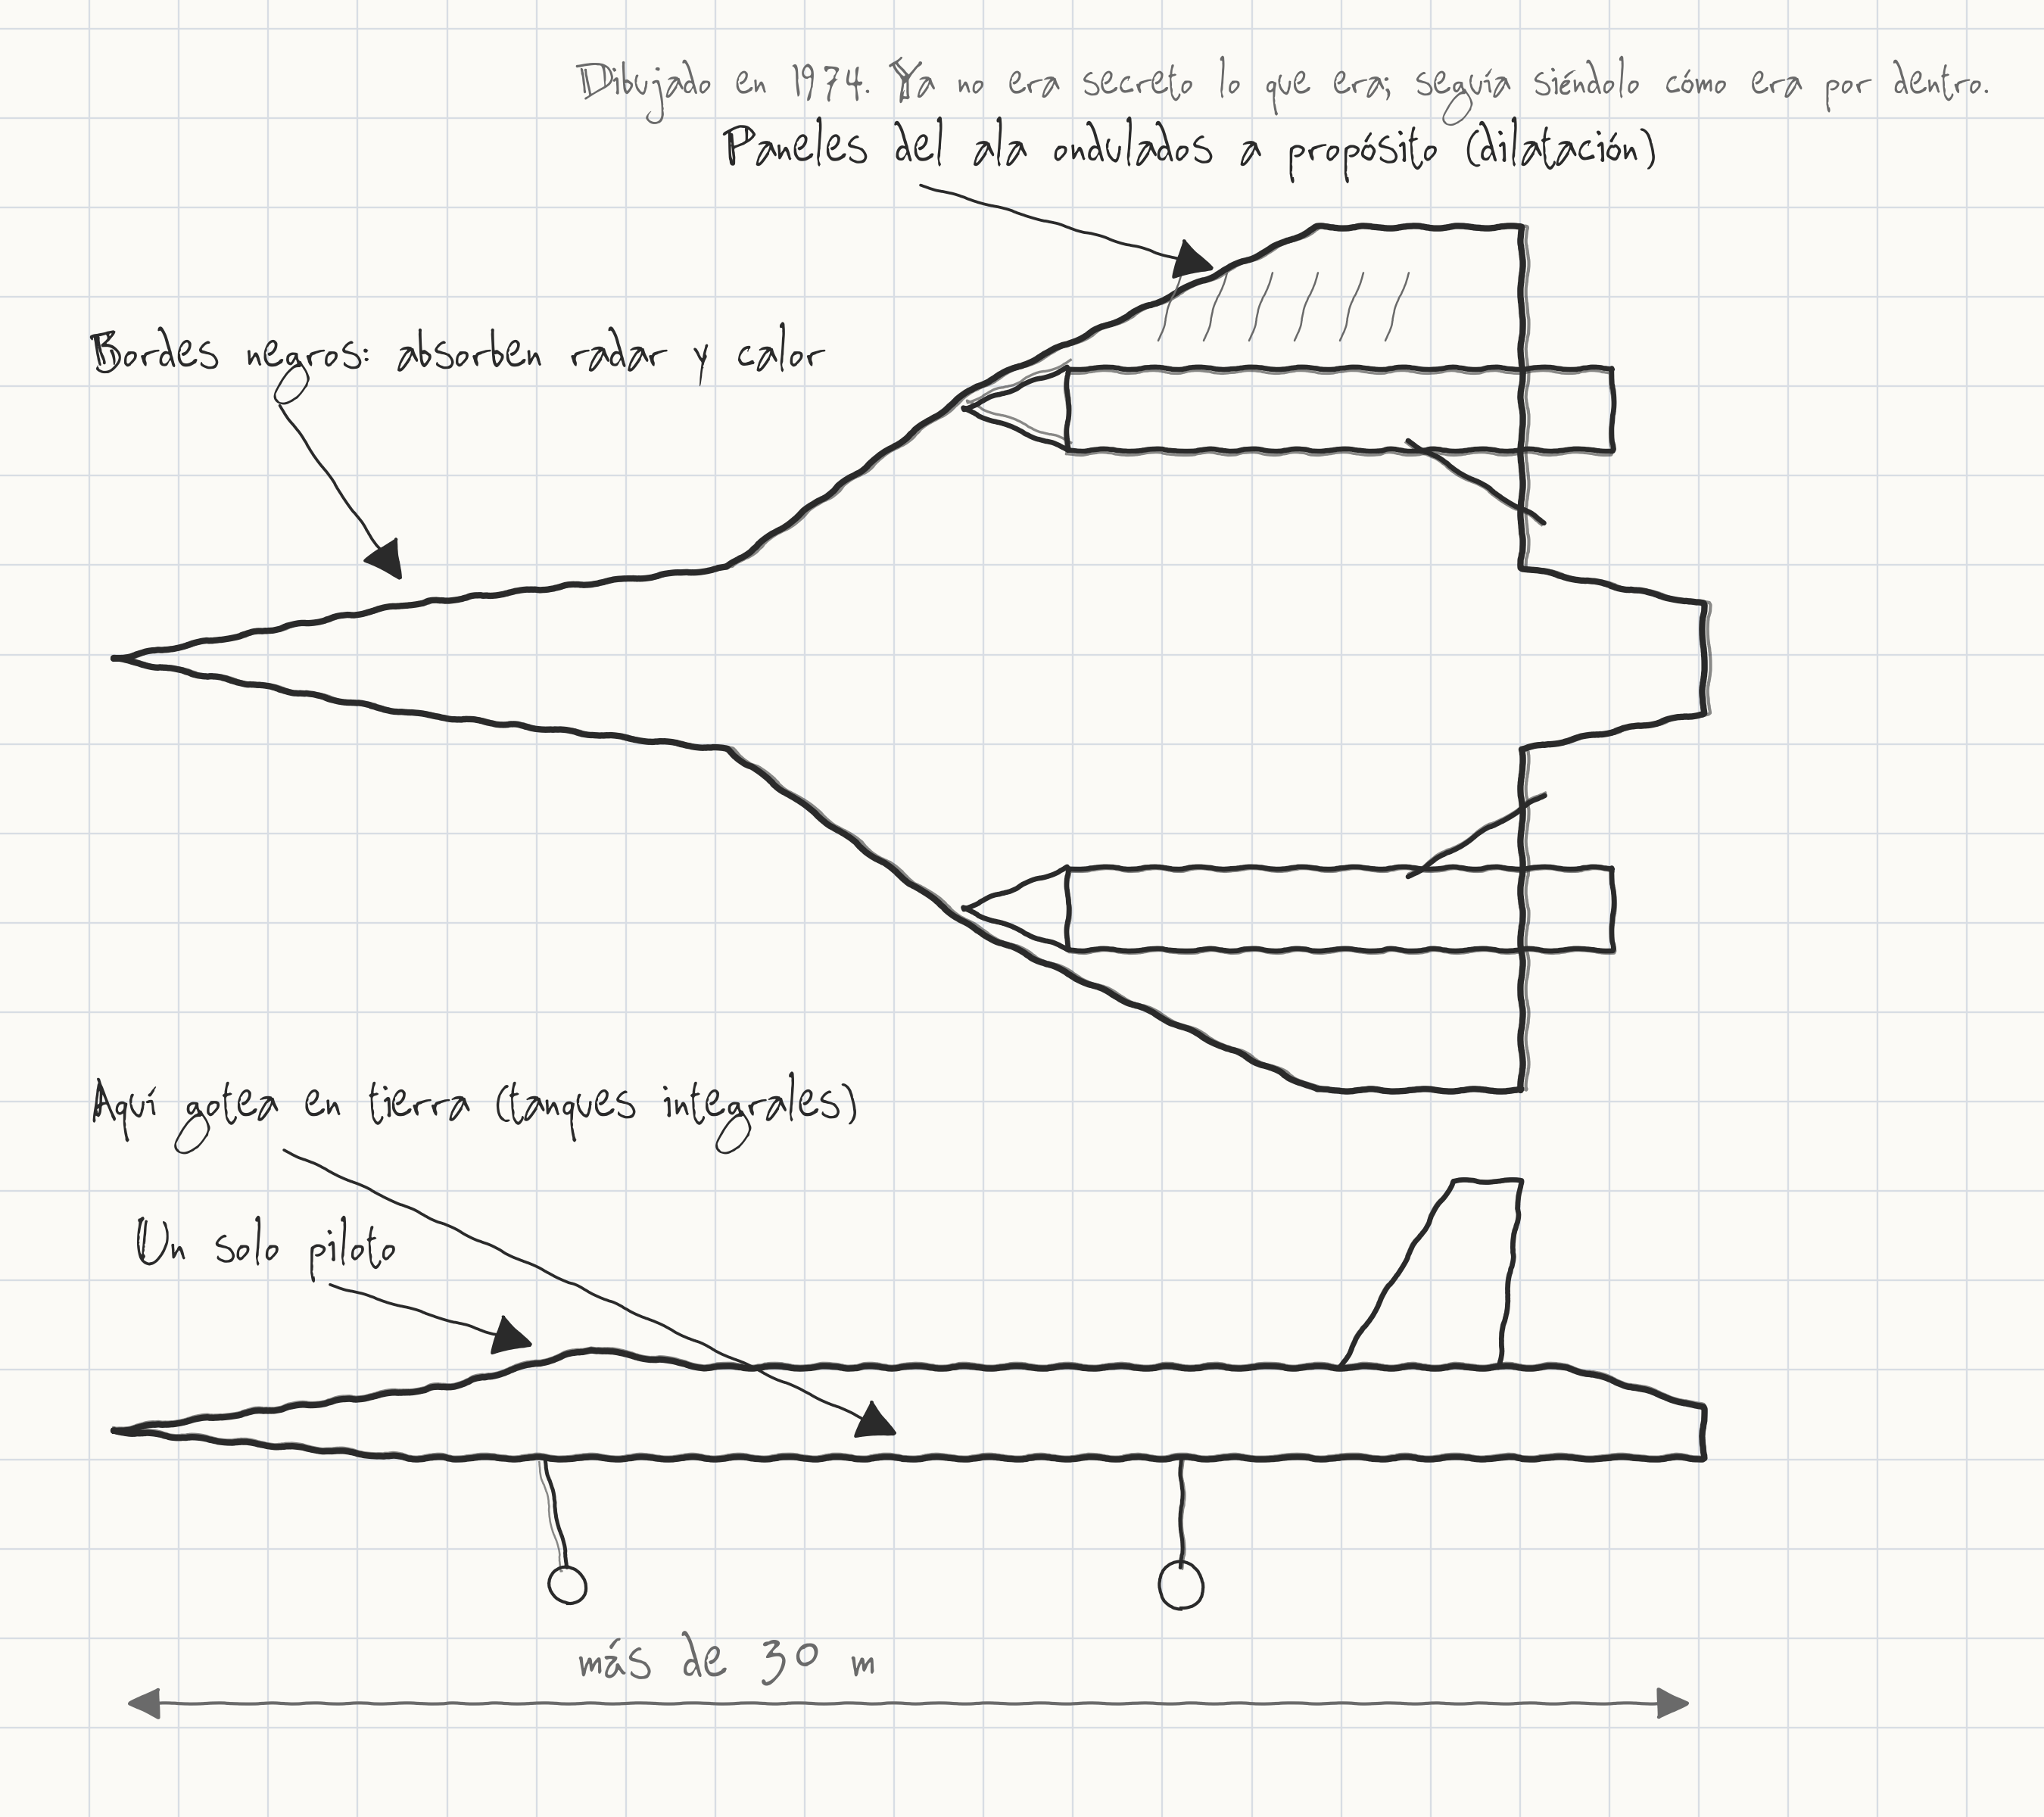 Dibujado en 1974. Ya no era secreto lo que era; seguía siéndolo cómo era por dentro.
Paneles del ala ondulados a propósito (dilatación)
Bordes negros: absorben radar y calor
Aquí gotea en tierra (tanques integrales)
Un solo piloto
más de 30 m